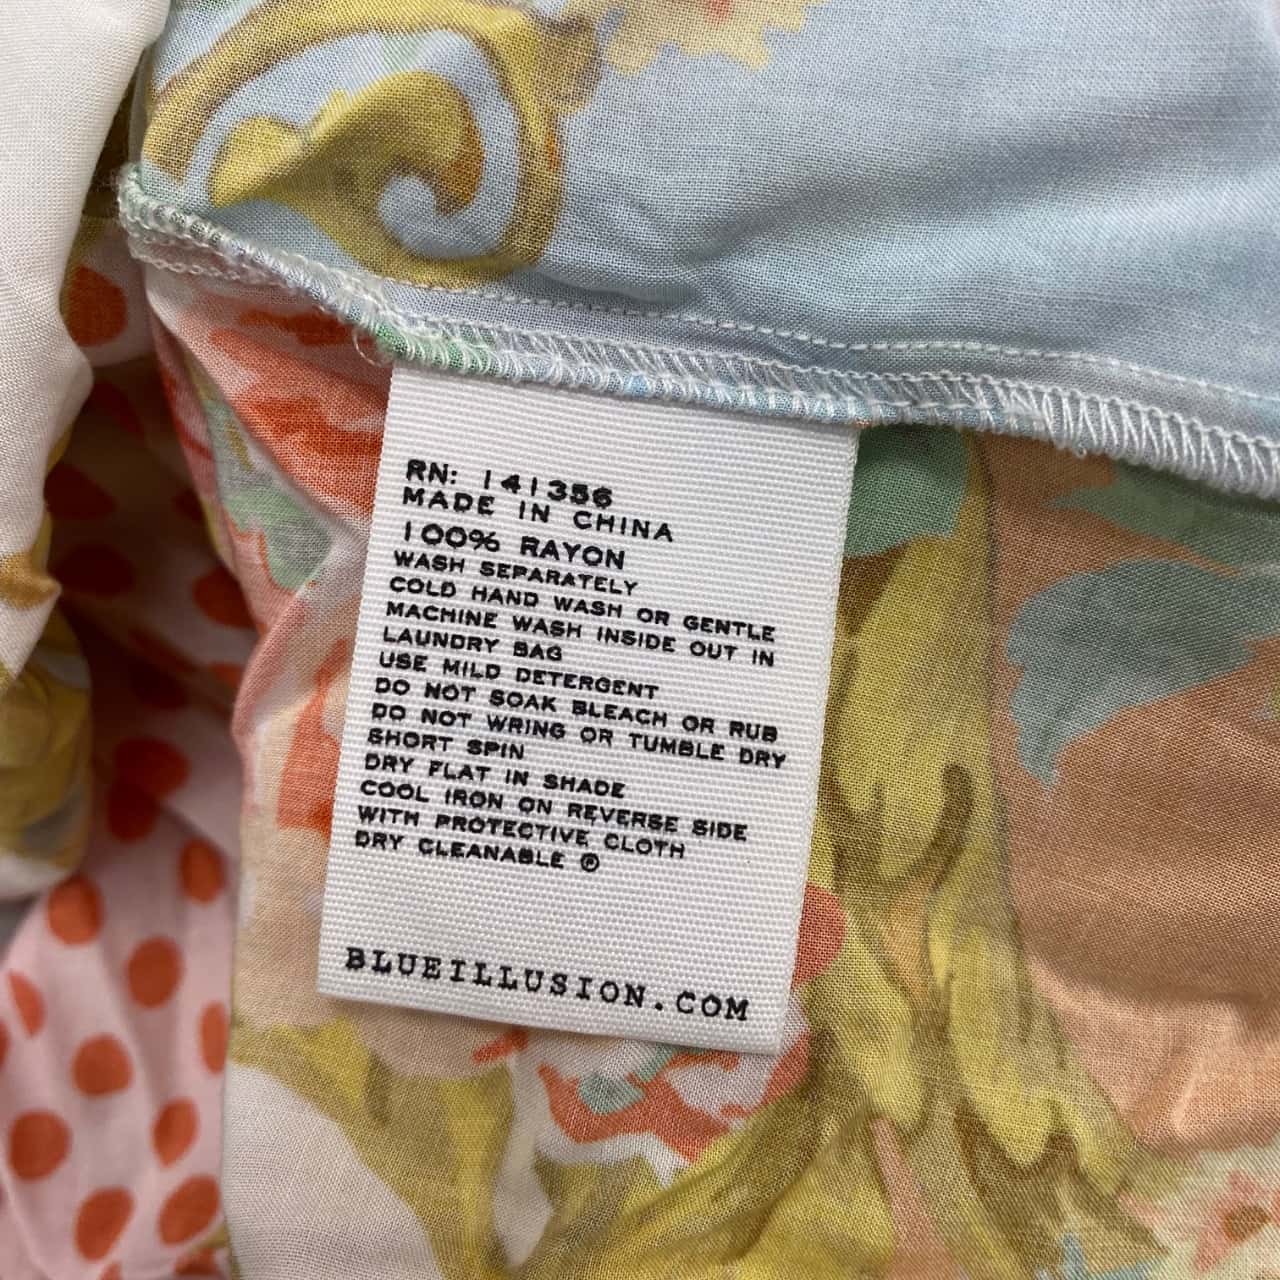 RN: 141356
MADE IN CHINA
100% RAYON
WASH SEPARATELY
COLD HAND WASH OR GENTLE
MACHINE WASH INSIDE OUT IN
LAUNDRY BAG
USE MILD DETERGENT
DO NOT SOAK BLEACH OR RUB
DO NOT WRING OR TUMBLE DRY
SHORT SPIN
DRY FLAT IN SHADE
COOL IRON ON REVERSE SIDE
WITH PROTECTIVE CLOTH
DRY CLEANABLE Ⓟ
BLUEILLUSION.COM